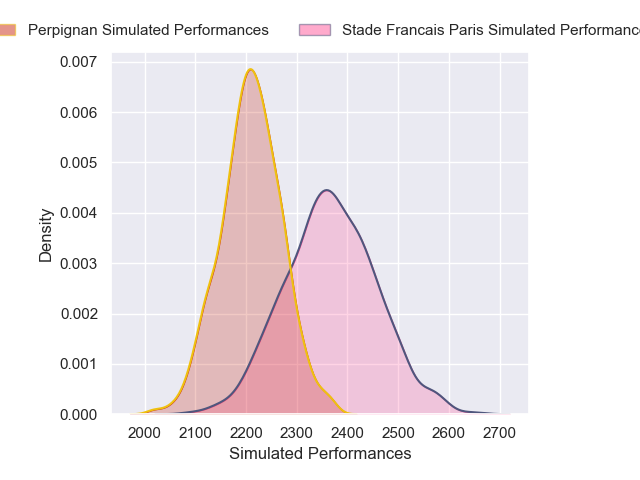 Perpignan Simulated Performances
Stade Francais Paris Simulated Performance
0.007
0.006
0.005
0.004
0.003
0.002
0.001
0.000
Density
2000 2100 2200 2300 2400 2500 2600 2700
Simulated Performances